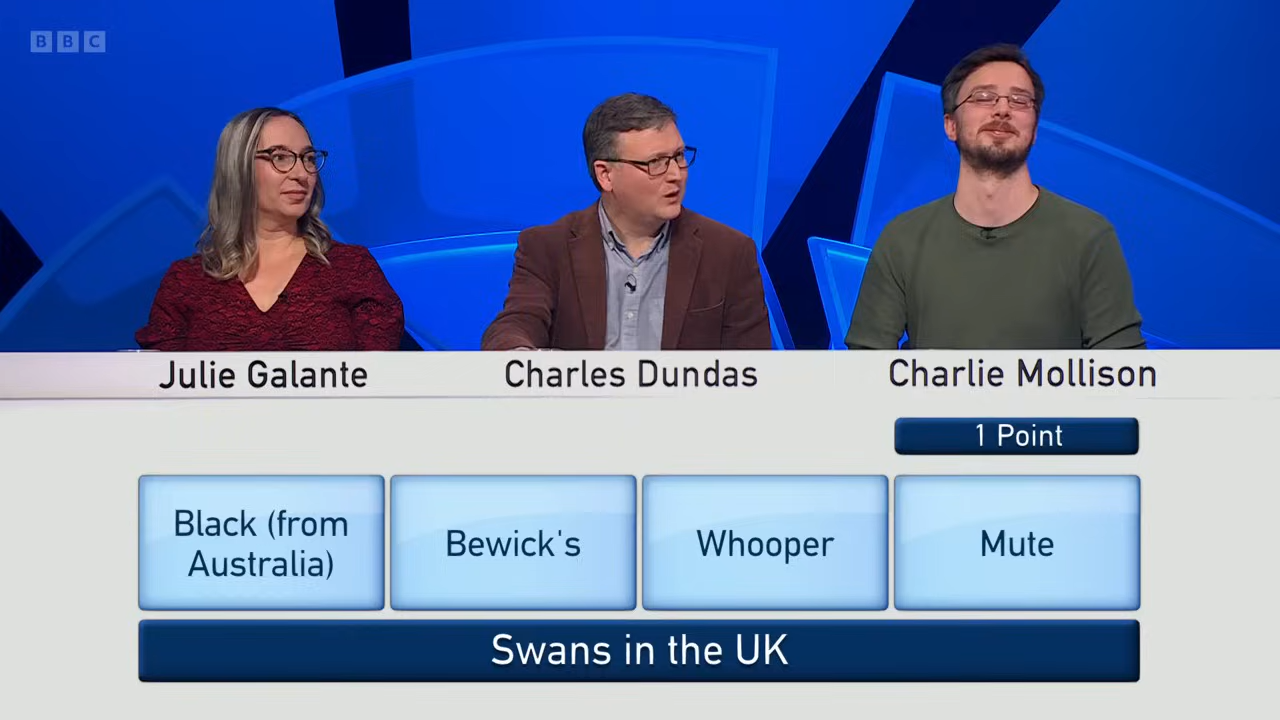 BBC
Julie Galante
Charles Dundas
Charlie Mollison
1 Point
Black (from
Australia)
Bewick's
Whooper
Mute
Swans in the UK